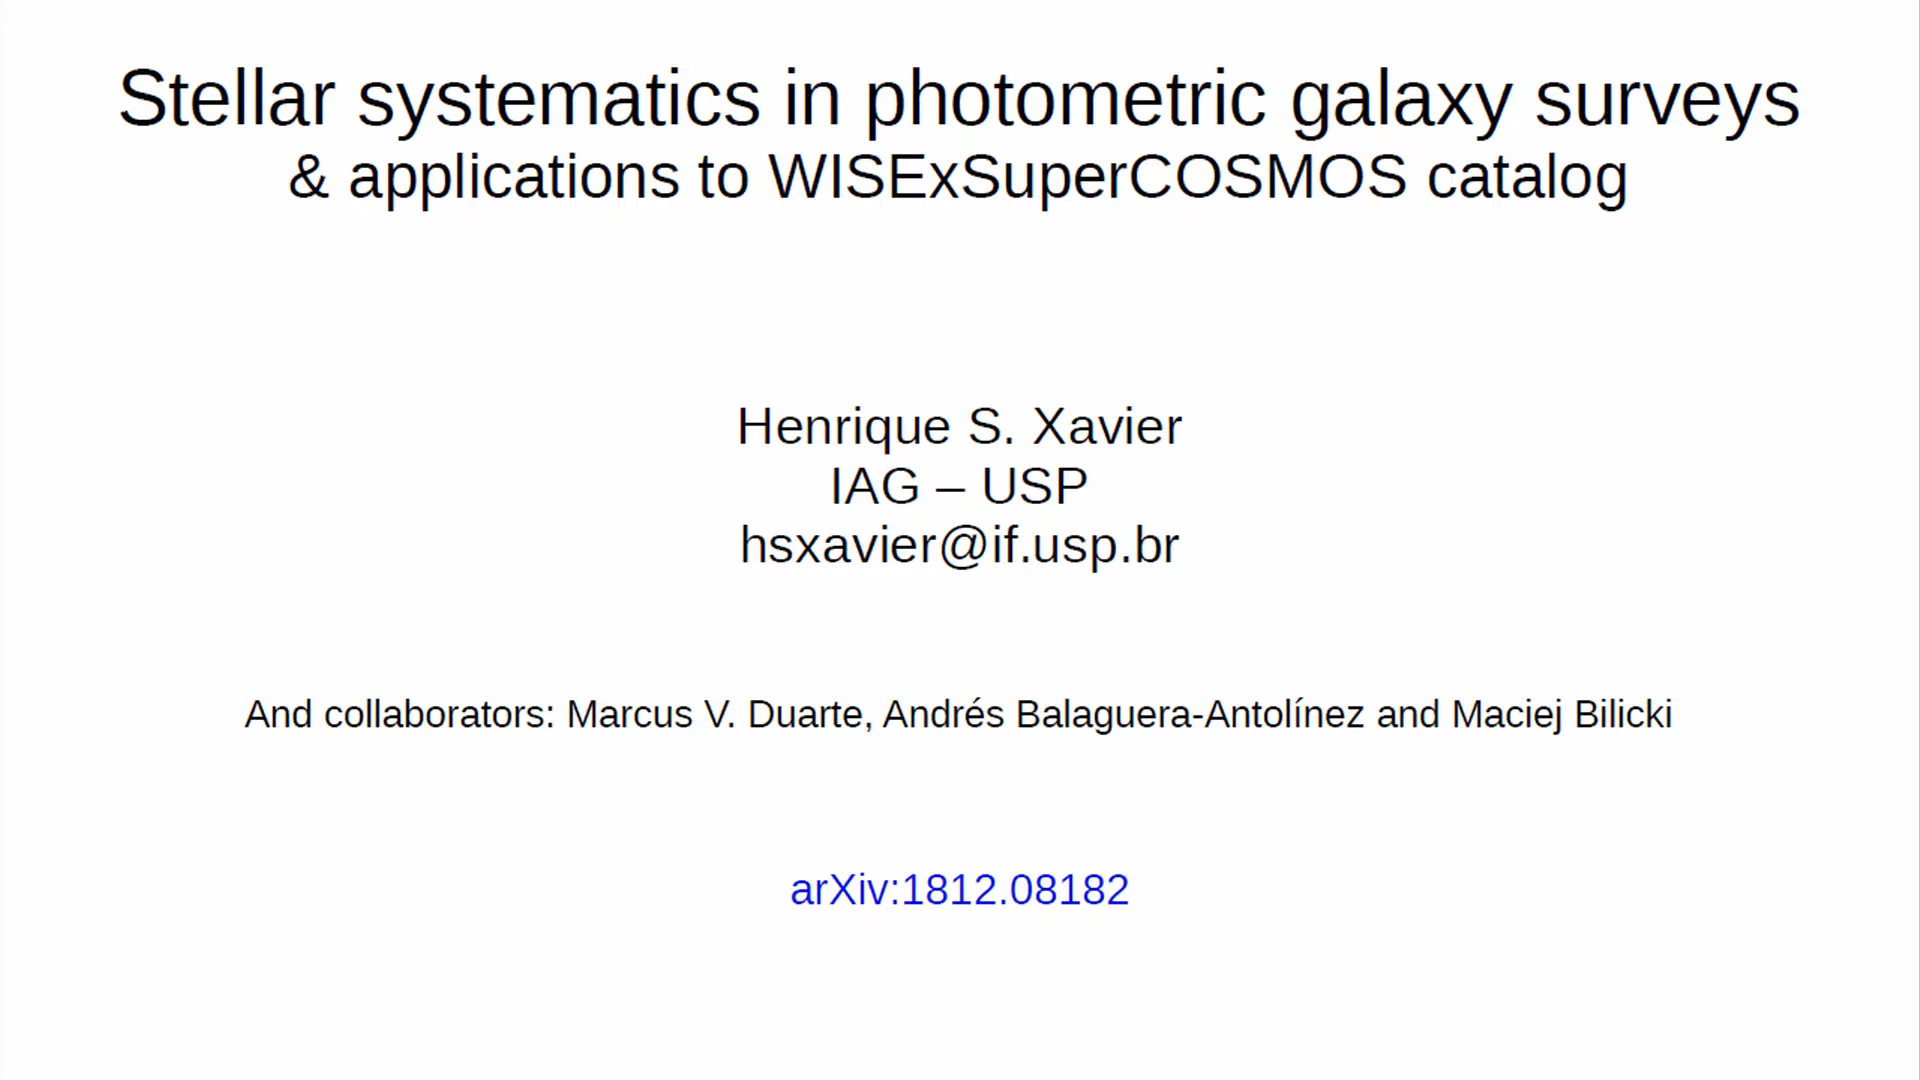 Stellar systematics in photometric galaxy surveys
& applications to WISExSuperCOSMOS catalog
Henrique S. Xavier
IAG – USP
hsxavier@if.usp.br
And collaborators: Marcus V. Duarte, Andrés Balaguera-Antolínez and Maciej Bilicki
arXiv:1812.08182